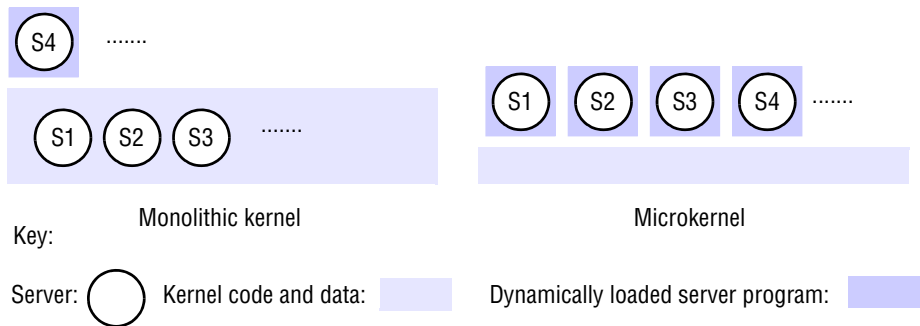 S4 .......
S1 S2 S3 .......
S1 S2 S3 S4 .......
Monolithic kernel
Microkernel
Key:
Server: Kernel code and data: Dynamically loaded server program: